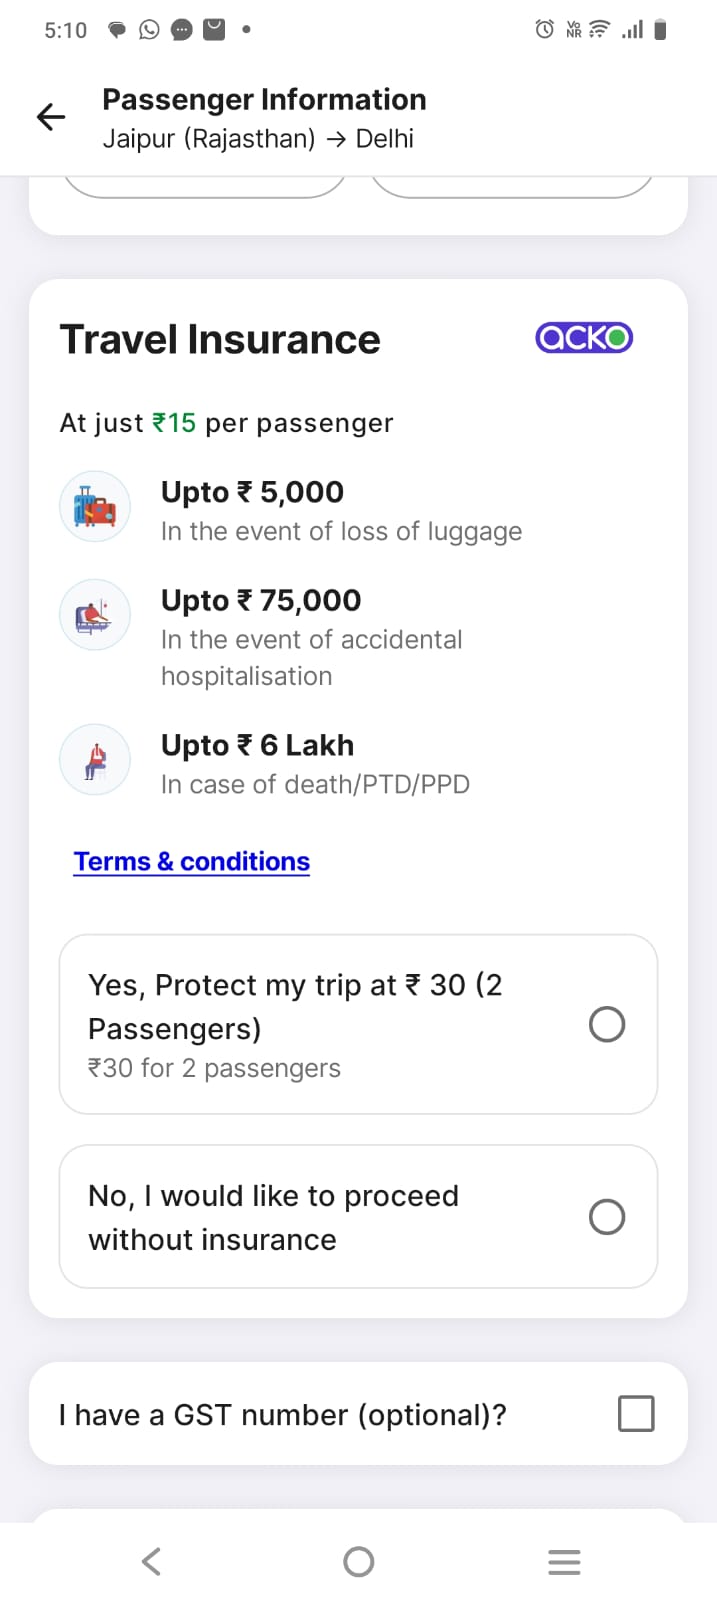 5:10
Vo
NR
Passenger Information
Jaipur (Rajasthan) → Delhi
Travel Insurance
ACKO
At just ₹15 per passenger
Upto ₹ 5,000
In the event of loss of luggage
Upto ₹ 75,000
In the event of accidental
hospitalisation
Upto ₹ 6 Lakh
In case of death/PTD/PPD
Terms & conditions
Yes, Protect my trip at ₹ 30 (2
Passengers)
₹30 for 2 passengers
No, I would like to proceed
without insurance
I have a GST number (optional)?